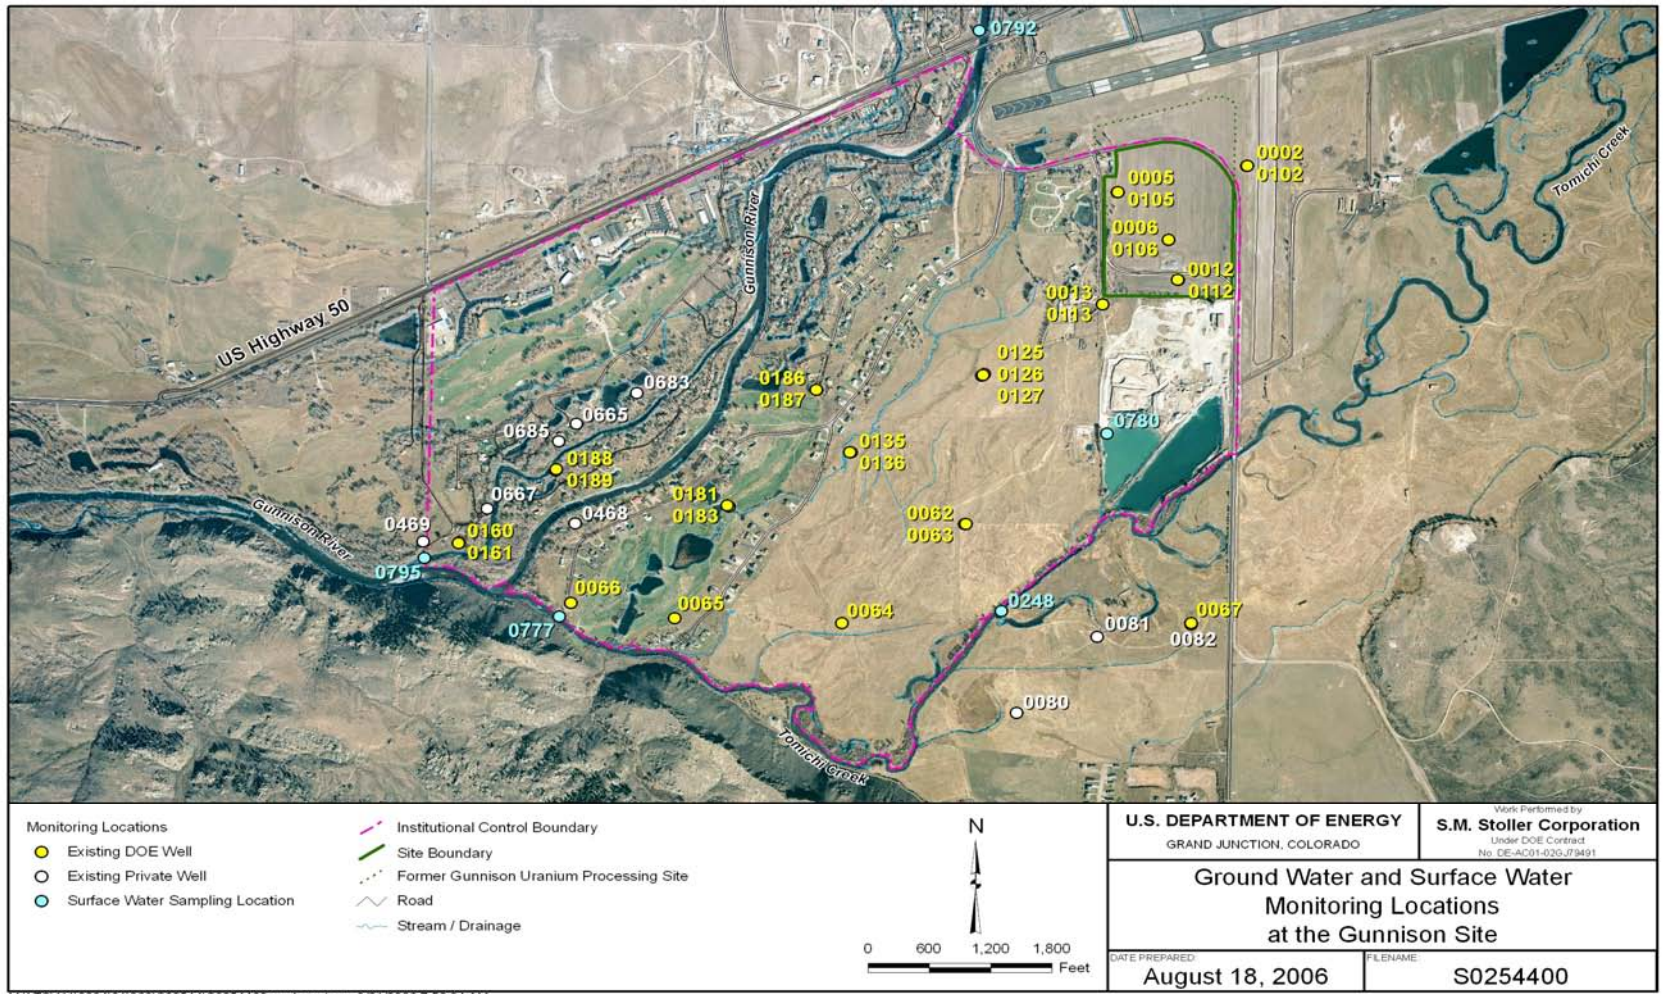 0792
0002
0102
Tomichi Creek
0005
0105
Gunnison River
0006
0106
0012
0112
0013
0113
US Highway 50
0125
0126
0127
0186
0187
0683
0665
0685
0780
0135
0136
0188
0189
0667
0181
0183
0468
0062
0063
Gunnison River
0469
0160
0161
0795
0066
0065
0064
0248
0067
0081
0082
0777
0080
Tomichi Creek
Monitoring Locations
Existing DOE Well
Existing Private Well
Surface Water Sampling Location
Institutional Control Boundary
Site Boundary
Former Gunnison Uranium Processing Site
Road
Stream / Drainage
N
0 600 1,200 1,800
Feet
U.S. DEPARTMENT OF ENERGY
GRAND JUNCTION, COLORADO
Work Performed by
S.M. Stoller Corporation
Under DOE Contract
No. DE-AC01-02GJ79491
Ground Water and Surface Water
Monitoring Locations
at the Gunnison Site
DATE PREPARED:
August 18, 2006
FILENAME:
S0254400